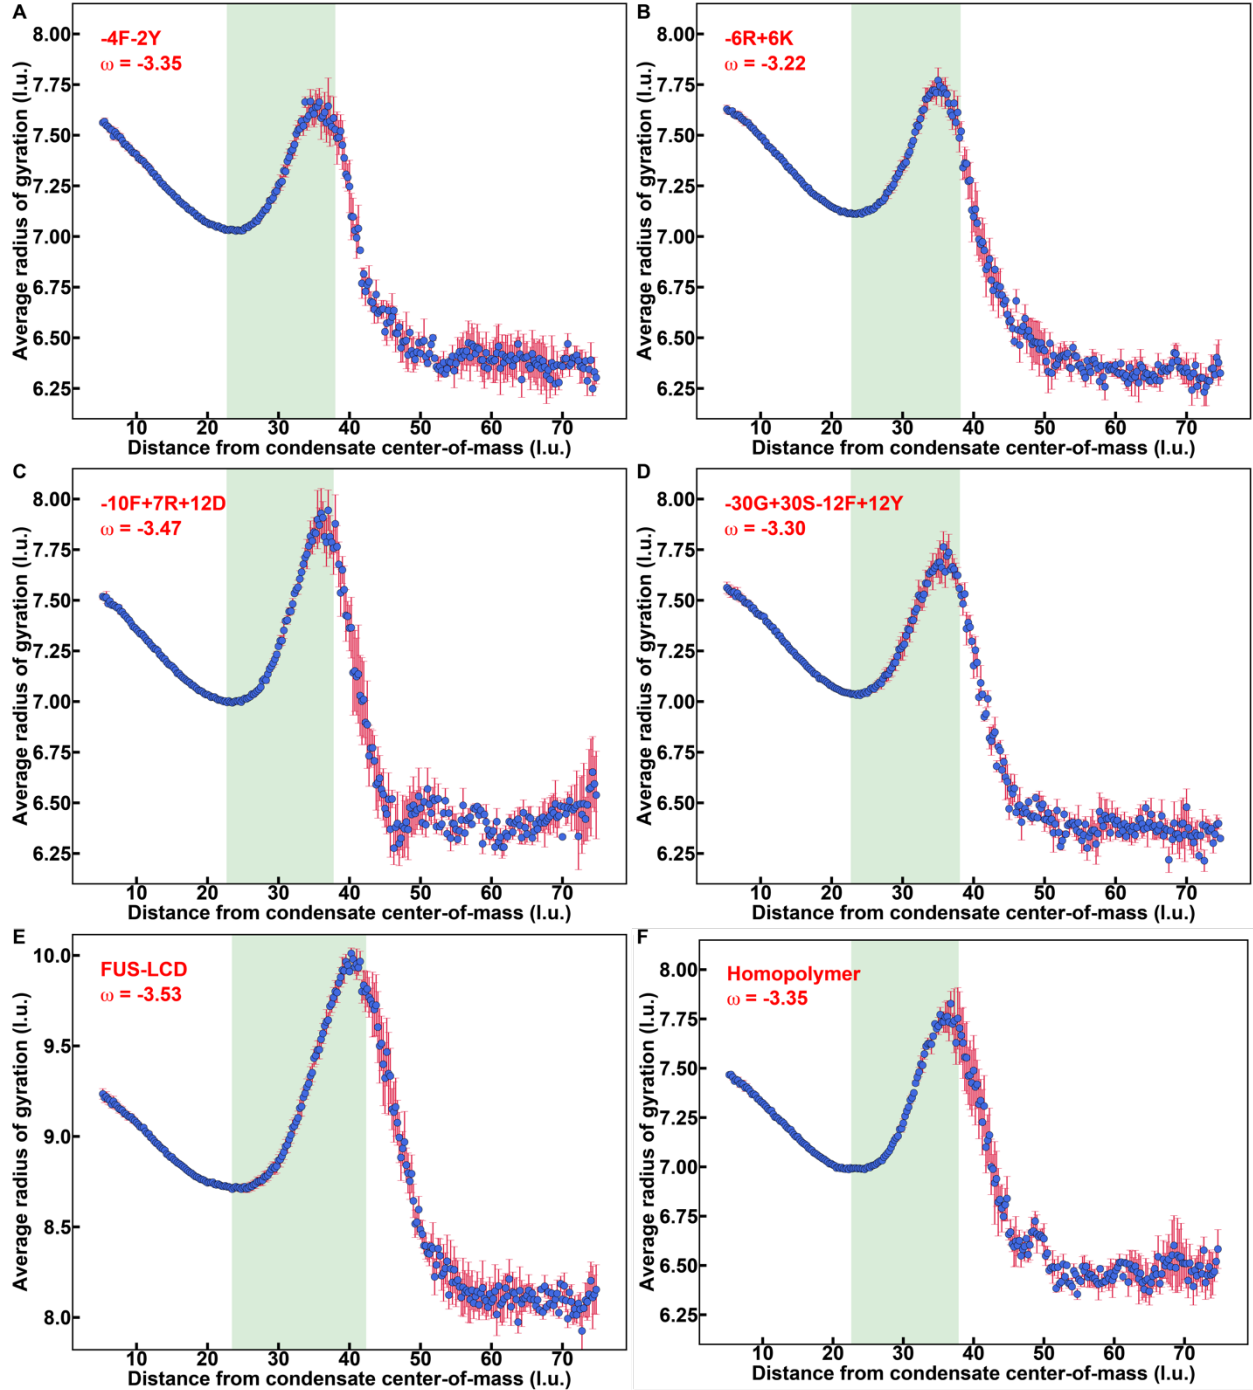 A
-4F-2Y
ω = -3.35
8.00
7.75
7.50
7.25
7.00
6.75
6.50
6.25
Average radius of gyration (l.u.)
10 20 30 40 50 60 70
Distance from condensate center-of-mass (l.u.)
B
-6R+6K
ω = -3.22
8.00
7.75
7.50
7.25
7.00
6.75
6.50
6.25
Average radius of gyration (l.u.)
10 20 30 40 50 60 70
Distance from condensate center-of-mass (l.u.)
C
-10F+7R+12D
ω = -3.47
8.00
7.75
7.50
7.25
7.00
6.75
6.50
6.25
Average radius of gyration (l.u.)
10 20 30 40 50 60 70
Distance from condensate center-of-mass (l.u.)
D
-30G+30S-12F+12Y
ω = -3.30
8.00
7.75
7.50
7.25
7.00
6.75
6.50
6.25
Average radius of gyration (l.u.)
10 20 30 40 50 60 70
Distance from condensate center-of-mass (l.u.)
E
FUS-LCD
ω = -3.53
10.0
9.5
9.0
8.5
8.0
Average radius of gyration (l.u.)
10 20 30 40 50 60 70
Distance from condensate center-of-mass (l.u.)
F
Homopolymer
ω = -3.35
8.00
7.75
7.50
7.25
7.00
6.75
6.50
6.25
Average radius of gyration (l.u.)
10 20 30 40 50 60 70
Distance from condensate center-of-mass (l.u.)